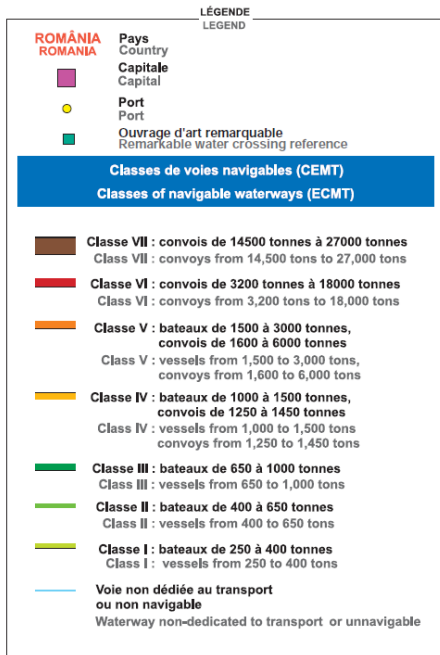 LÉGENDE
LEGEND
ROMÂNIA
ROMANIA
Pays
Country
Capitale
Capital
Port
Port
Ouvrage d'art remarquable
Remarkable water crossing reference
Classes de voies navigables (CEMT)
Classes of navigable waterways (ECMT)
Classe VII : convois de 14500 tonnes à 27000 tonnes
Class VII : convoys from 14,500 tons to 27,000 tons
Classe VI : convois de 3200 tonnes à 18000 tonnes
Class VI : convoys from 3,200 tons to 18,000 tons
Classe V : bateaux de 1500 à 3000 tonnes,
convois de 1600 à 6000 tonnes
Class V : vessels from 1,500 to 3,000 tons,
convoys from 1,600 to 6,000 tons
Classe IV : bateaux de 1000 à 1500 tonnes,
convois de 1250 à 1450 tonnes
Class IV : vessels from 1,000 to 1,500 tons
convoys from 1,250 to 1,450 tons
Classe III : bateaux de 650 à 1000 tonnes
Class III : vessels from 650 to 1,000 tons
Classe II : bateaux de 400 à 650 tonnes
Class II : vessels from 400 to 650 tons
Classe I : bateaux de 250 à 400 tonnes
Class I : vessels from 250 to 400 tons
Voie non dédiée au transport
ou non navigable
Waterway non-dedicated to transport or unnavigable